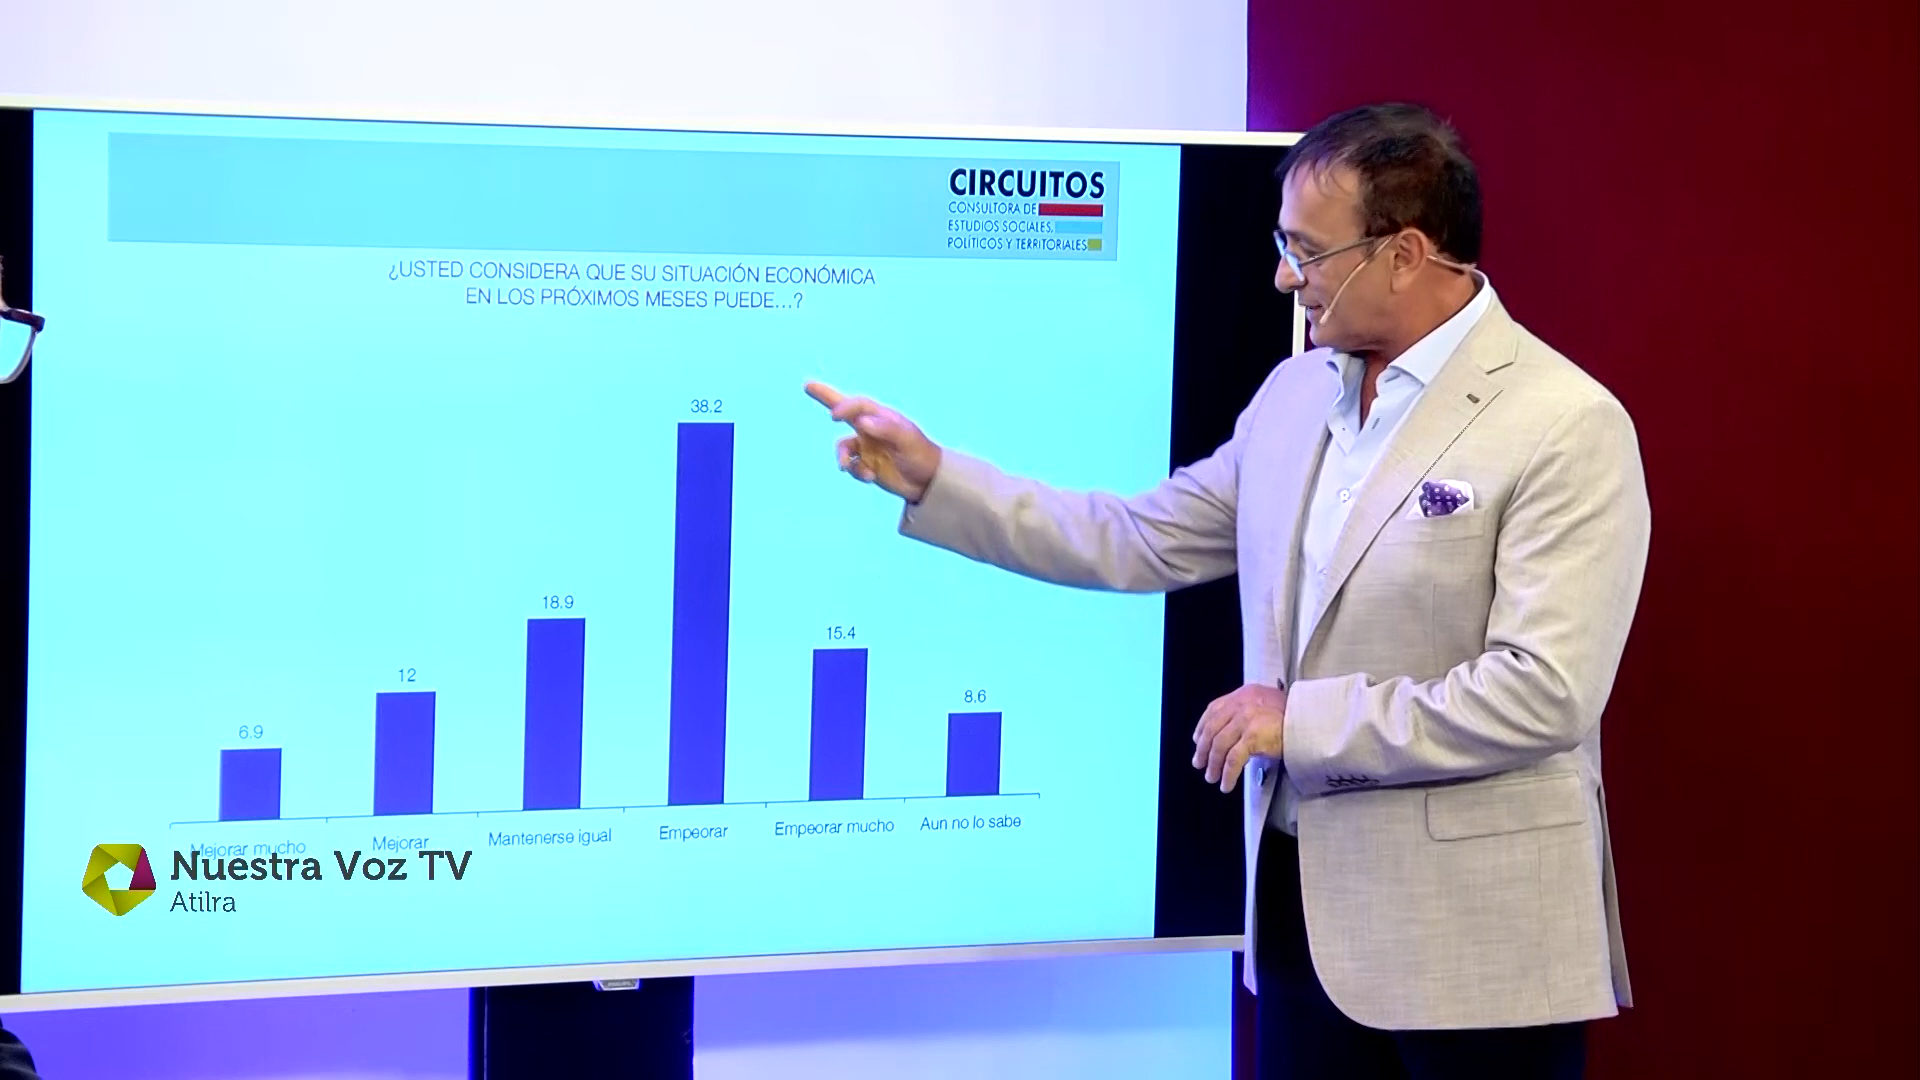 CIRCUITOS
CONSULTORA DE
ESTUDIOS SOCIALES,
POLÍTICOS Y TERRITORIALES
¿USTED CONSIDERA QUE SU SITUACIÓN ECONÓMICA
EN LOS PRÓXIMOS MESES PUEDE...?
38.2
18.9
15.4
12
8.6
6.9
Mejorar mucho Mejorar Mantenerse igual Empeorar Empeorar mucho Aun no lo sabe
Nuestra Voz TV
Atilra